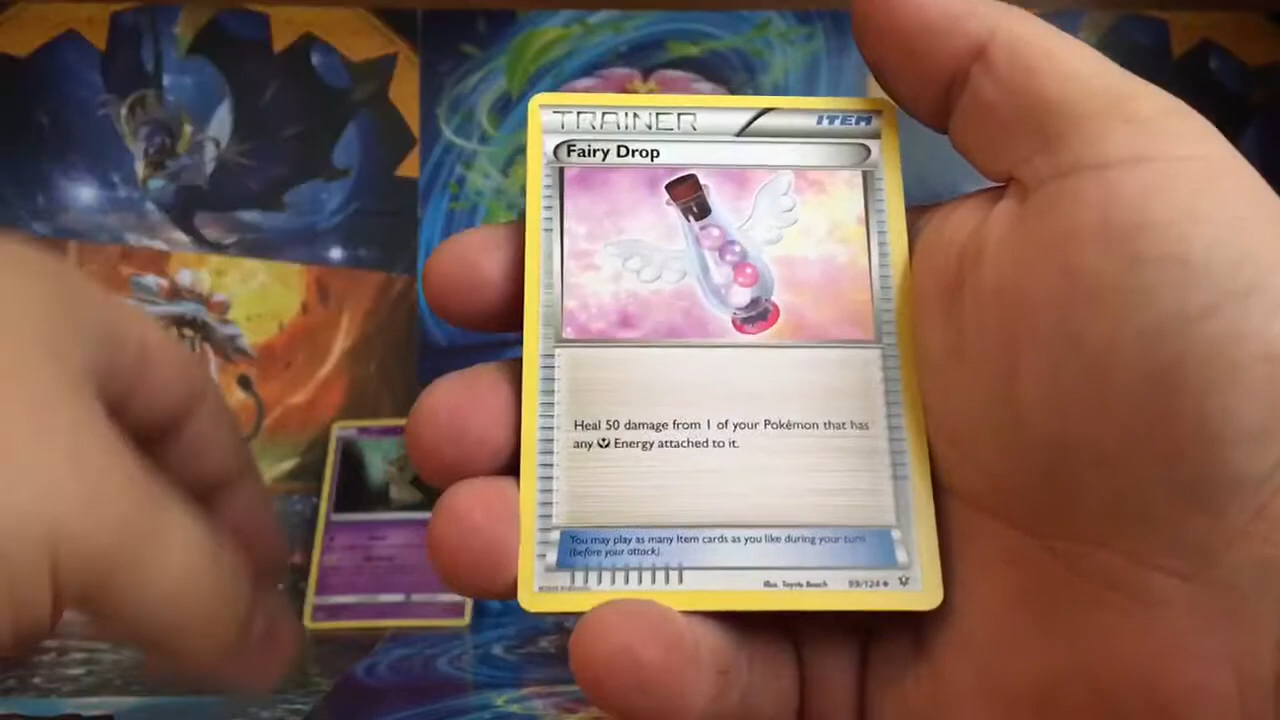 TRAINER
ITEM
Fairy Drop
Heal 50 damage from 1 of your Pokémon that has
any Energy attached to it.
You may play as many Item cards as you like during your turn
(before your attack).
Illus. Toyste Beach
99/124